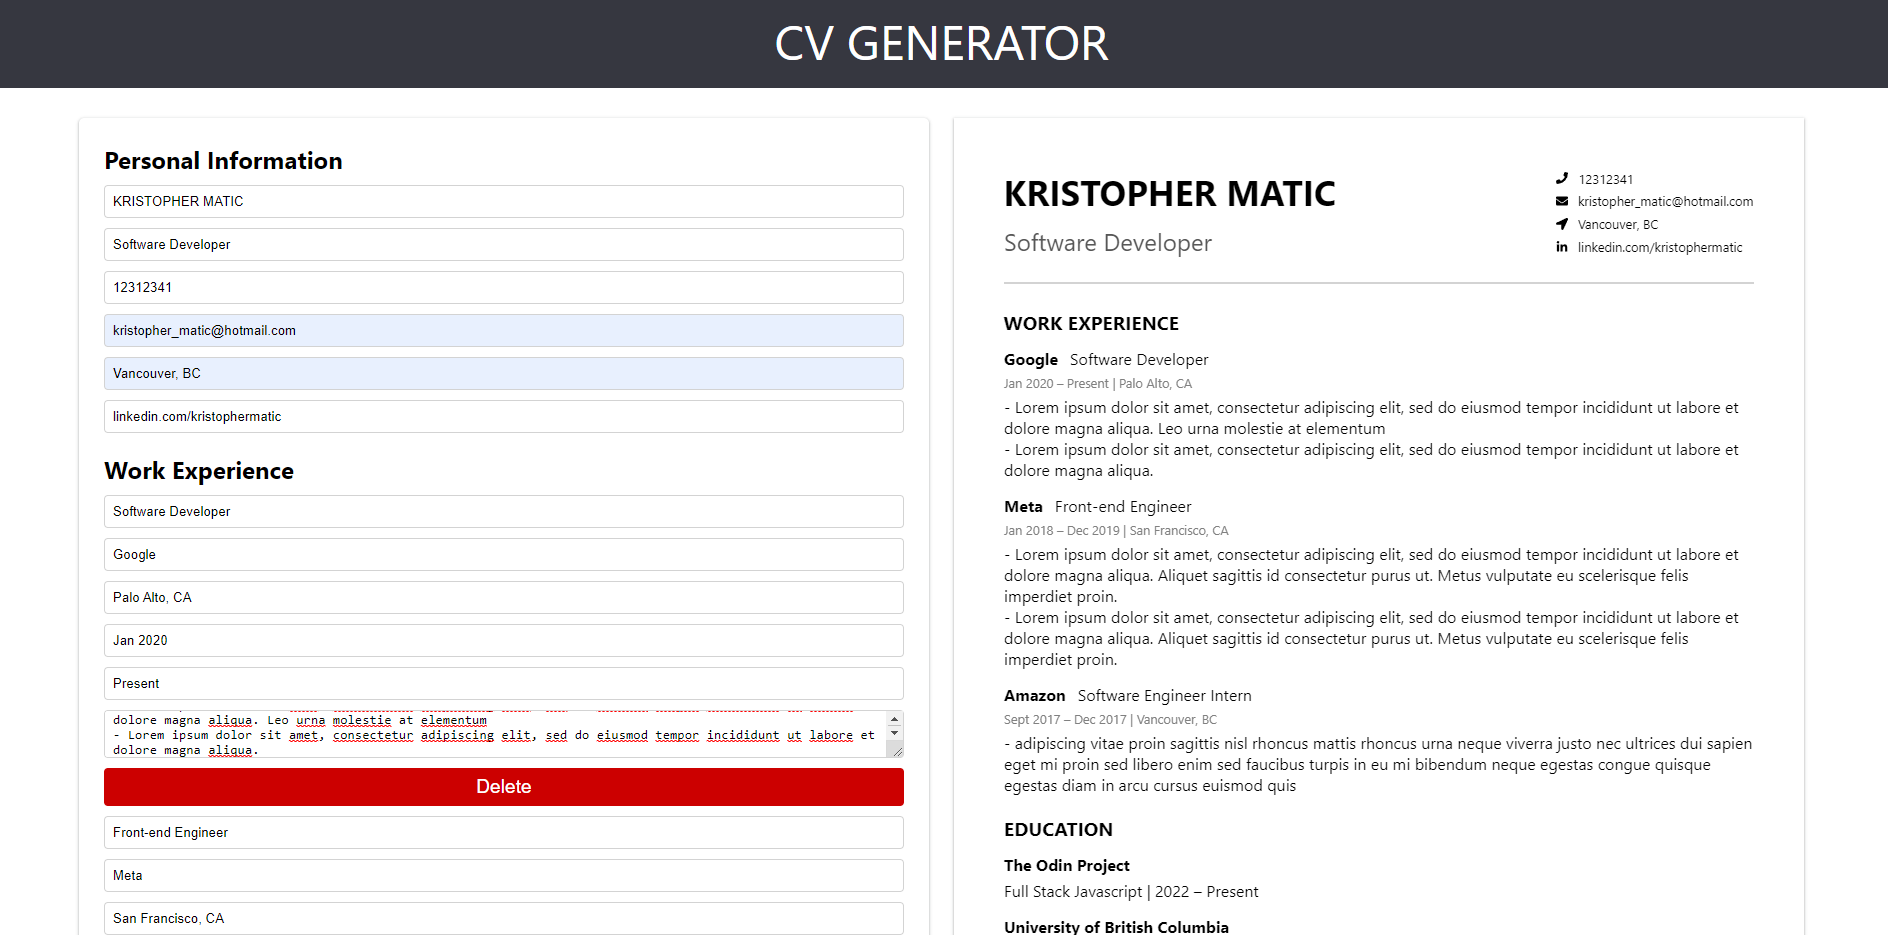 CV GENERATOR
Personal Information
KRISTOPHER MATIC
Software Developer
12312341
kristopher_matic@hotmail.com
Vancouver, BC
linkedin.com/kristophermatic
Work Experience
Software Developer
Google
Palo Alto, CA
Jan 2020
Present
dolore magna aliqua. Leo urna molestie at elementum
- Lorem ipsum dolor sit amet, consectetur adipiscing elit, sed do eiusmod tempor incididunt ut labore et
dolore magna aliqua.
Delete
Front-end Engineer
Meta
San Francisco, CA
KRISTOPHER MATIC
Software Developer
12312341
kristopher_matic@hotmail.com
Vancouver, BC
linkedin.com/kristophermatic
WORK EXPERIENCE
Google Software Developer
Jan 2020 – Present | Palo Alto, CA
- Lorem ipsum dolor sit amet, consectetur adipiscing elit, sed do eiusmod tempor incididunt ut labore et
dolore magna aliqua. Leo urna molestie at elementum
- Lorem ipsum dolor sit amet, consectetur adipiscing elit, sed do eiusmod tempor incididunt ut labore et
dolore magna aliqua.
Meta Front-end Engineer
Jan 2018 – Dec 2019 | San Francisco, CA
- Lorem ipsum dolor sit amet, consectetur adipiscing elit, sed do eiusmod tempor incididunt ut labore et
dolore magna aliqua. Aliquet sagittis id consectetur purus ut. Metus vulputate eu scelerisque felis
imperdiet proin.
- Lorem ipsum dolor sit amet, consectetur adipiscing elit, sed do eiusmod tempor incididunt ut labore et
dolore magna aliqua. Aliquet sagittis id consectetur purus ut. Metus vulputate eu scelerisque felis
imperdiet proin.
Amazon Software Engineer Intern
Sept 2017 – Dec 2017 | Vancouver, BC
- adipiscing vitae proin sagittis nisl rhoncus mattis rhoncus urna neque viverra justo nec ultrices dui sapien
eget mi proin sed libero enim sed faucibus turpis in eu mi bibendum neque egestas congue quisque
egestas diam in arcu cursus euismod quis
EDUCATION
The Odin Project
Full Stack Javascript | 2022 – Present
University of British Columbia